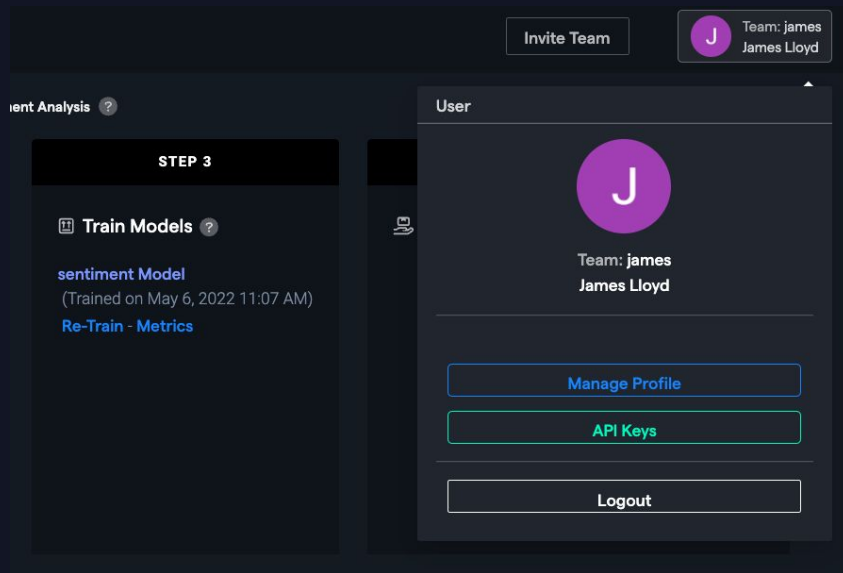 Invite Team
J
Team: james
James Lloyd
Analysis ?
User
STEP 3
Train Models ?
sentiment Model
(Trained on May 6, 2022 11:07 AM)
Re-Train - Metrics
J
Team: james
James Lloyd
Manage Profile
API Keys
Logout